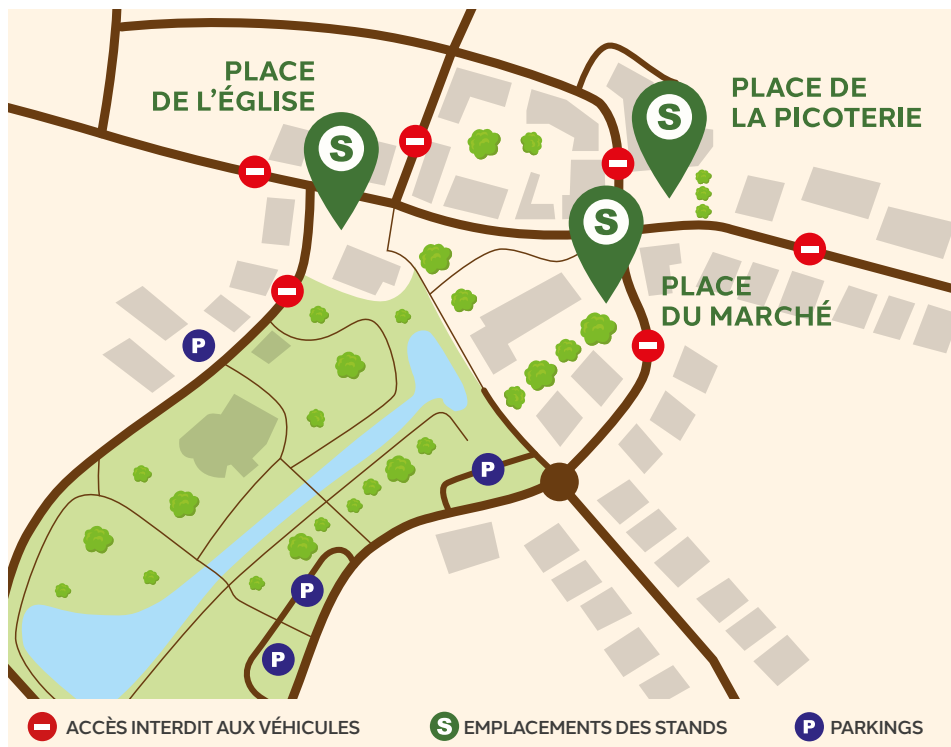 PLACE
DE L'ÉGLISE
S
PLACE DE
LA PICOTERIE
S
S
PLACE
DU MARCHÉ
P
P
P
P
ACCÈS INTERDIT AUX VÉHICULES
S EMPLACEMENTS DES STANDS
P PARKINGS